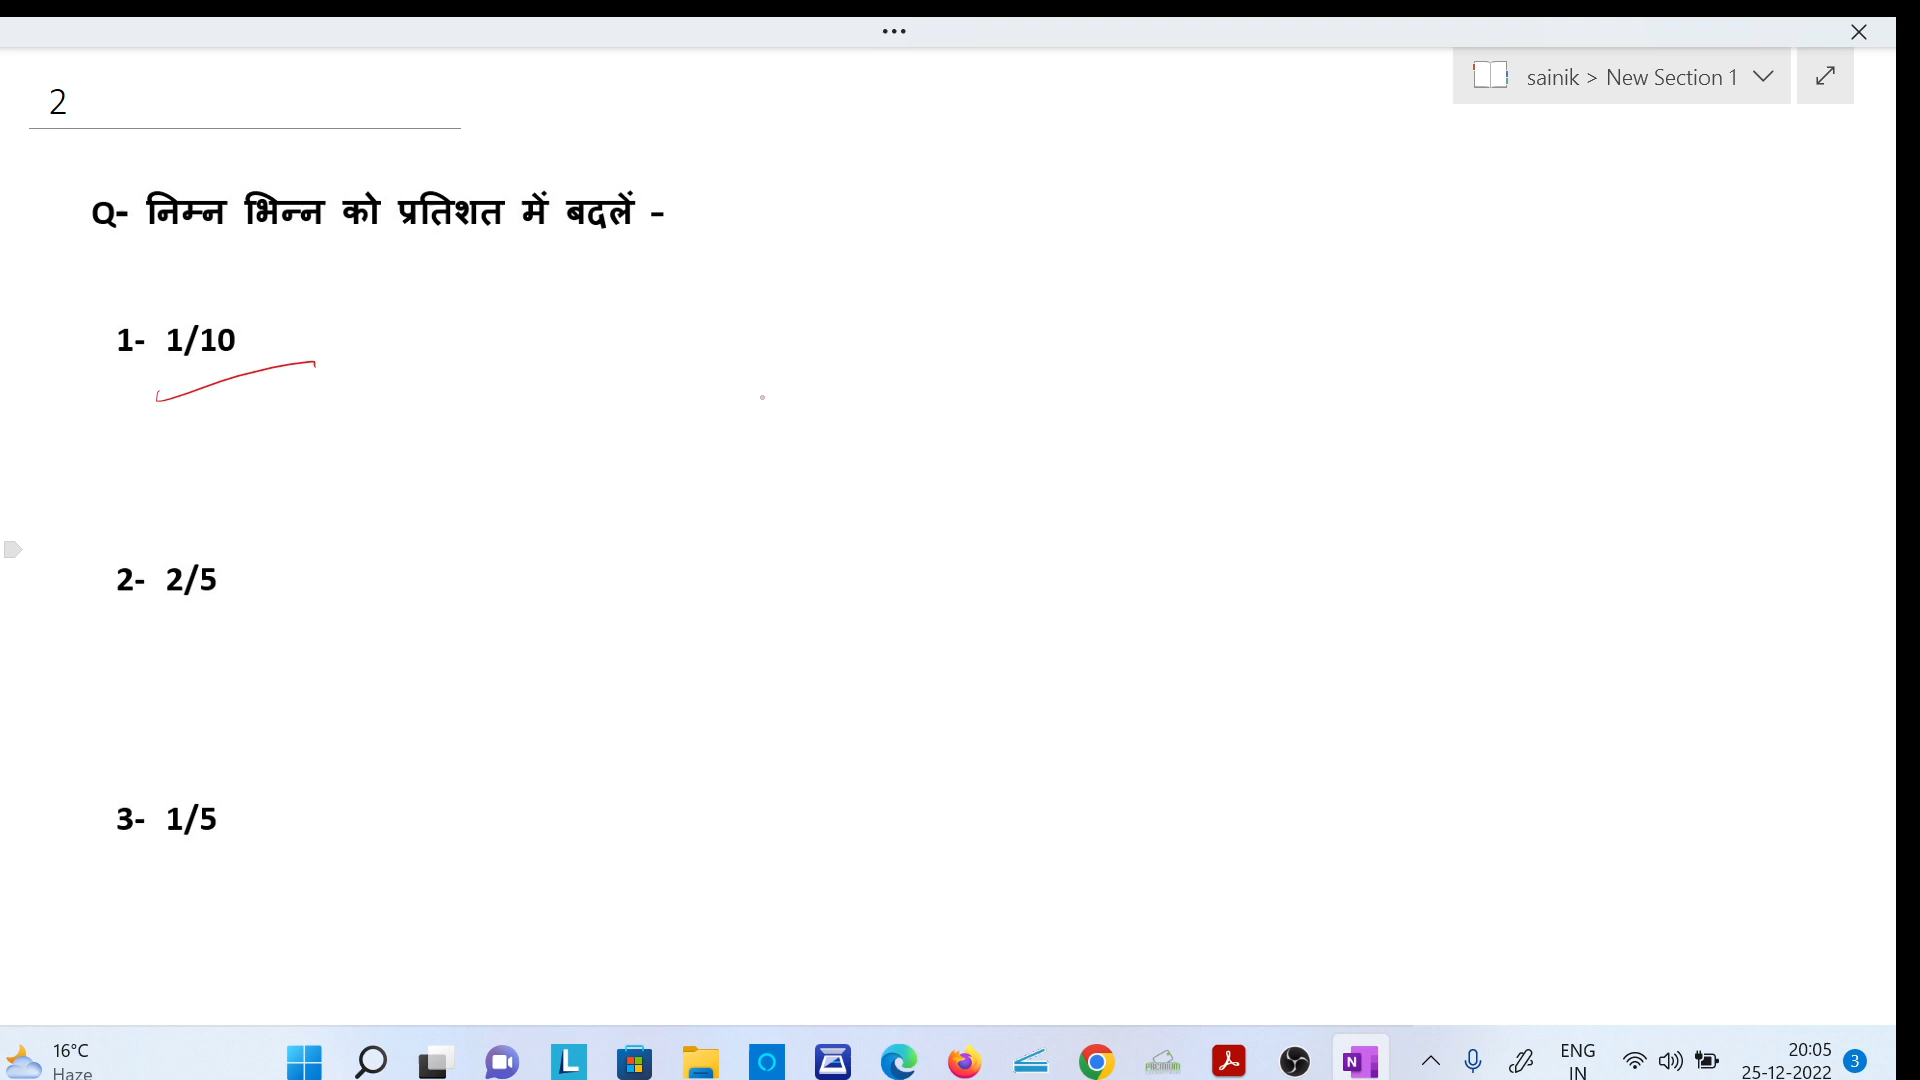 sainik > New Section 1
2
Q- निम्न भिन्न को प्रतिशत में बदलें –
1- 1/10
2- 2/5
3- 1/5
16°C
Haze
PREMIUM
ENG
IN
20:05
25-12-2022
3